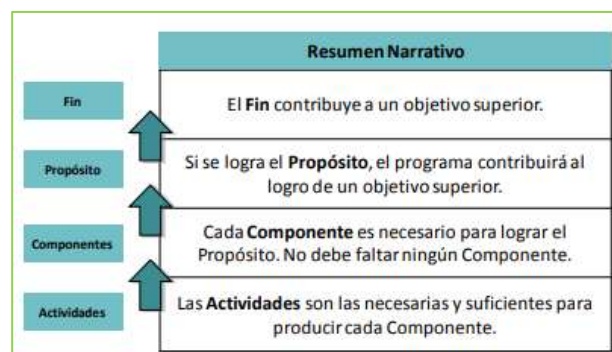 Resumen Narrativo
Fin
El Fin contribuye a un objetivo superior.
Propósito
Si se logra el Propósito, el programa contribuirá al
logro de un objetivo superior.
Componentes
Cada Componente es necesario para lograr el
Propósito. No debe faltar ningún Componente.
Actividades
Las Actividades son las necesarias y suficientes para
producir cada Componente.